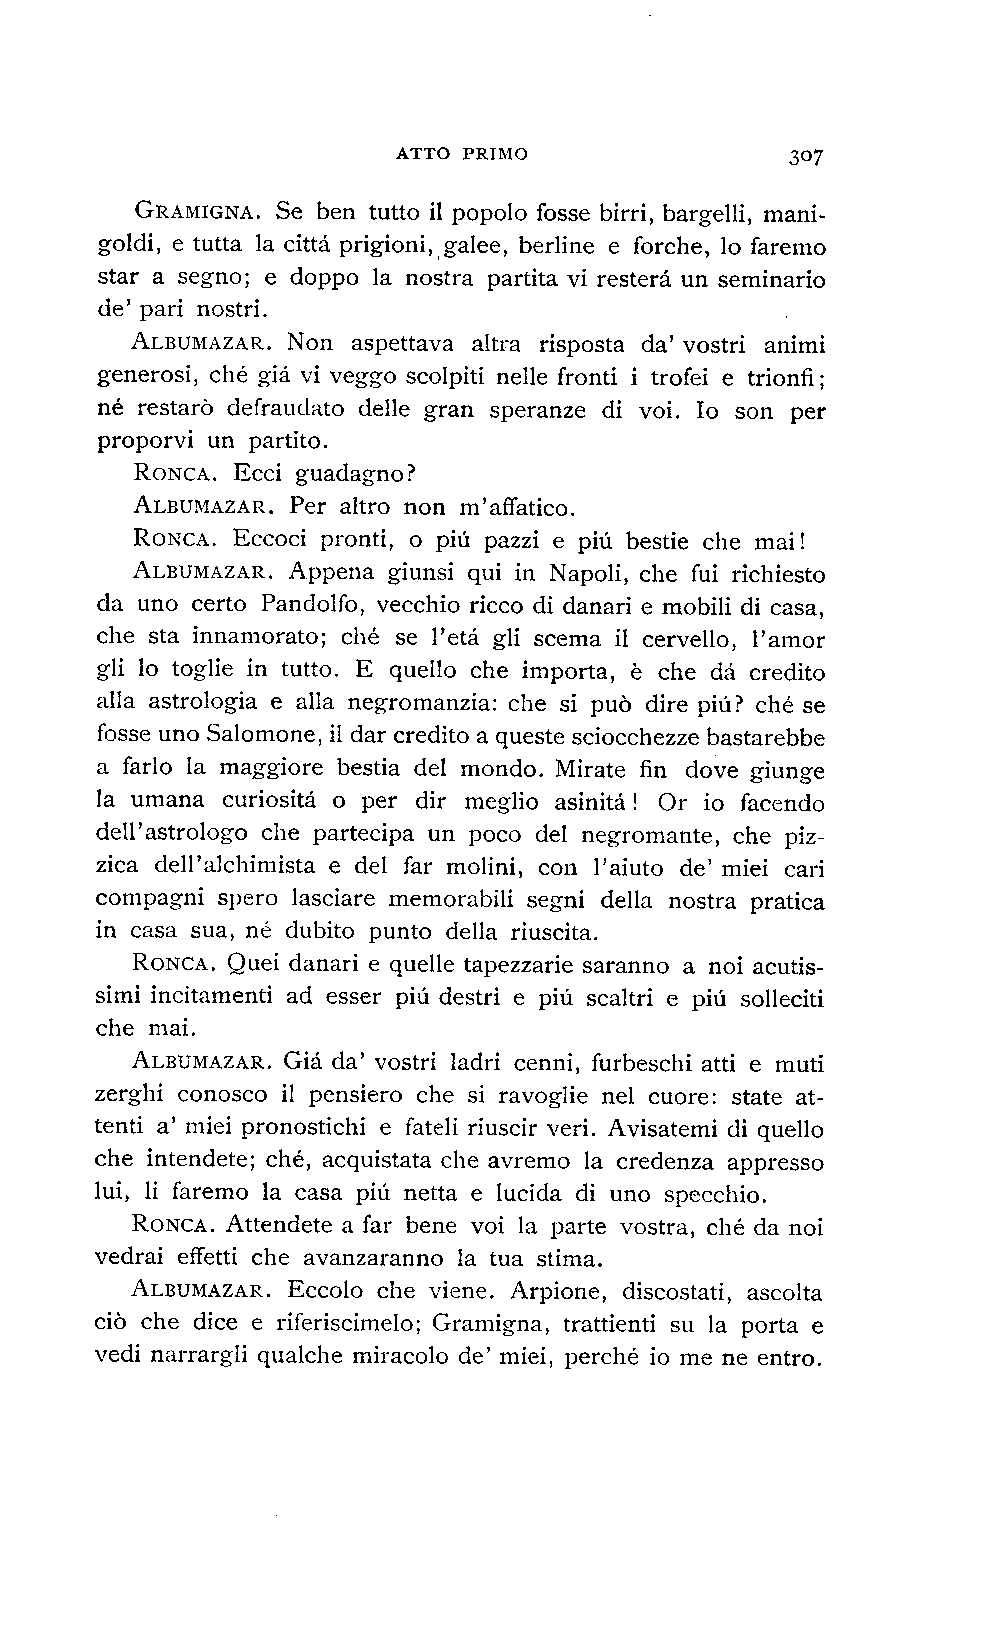 ATTO PRIMO 307
GRAMIGNA. Se ben tutto il popolo fosse birri, bargelli, mani-
goldi, e tutta la cittá prigioni, galee, berline e forche, lo faremo
star a segno; e doppo la nostra partita vi resterá un seminario
de' pari nostri.
ALBUMAZAR. Non aspettava altra risposta da' vostri animi
generosi, ché giá vi veggo scolpiti nelle fronti i trofei e trionfi;
né restarò defraudato delle gran speranze di voi. Io son per
proporvi un partito.
RONCA. Ecci guadagno?
ALBUMAZAR. Per altro non m'affatico.
RONCA. Eccoci pronti, o piú pazzi e piú bestie che mai!
ALBUMAZAR. Appena giunsi qui in Napoli, che fui richiesto
da uno certo Pandolfo, vecchio ricco di danari e mobili di casa,
che sta innamorato; ché se l'etá gli scema il cervello, l'amor
gli lo toglie in tutto. E quello che importa, è che dá credito
alla astrologia e alla negromanzia: che si può dire piú? ché se
fosse uno Salomone, il dar credito a queste sciocchezze bastarebbe
a farlo la maggiore bestia del mondo. Mirate fin dove giunge
la umana curiositá o per dir meglio asinitá! Or io facendo
dell'astrologo che partecipa un poco del negromante, che piz-
zica dell'alchimista e del far molini, con l'aiuto de' miei cari
compagni spero lasciare memorabili segni della nostra pratica
in casa sua, né dubito punto della riuscita.
RONCA. Quei danari e quelle tapezzarie saranno a noi acutis-
simi incitamenti ad esser piú destri e piú scaltri e piú solleciti
che mai.
ALBUMAZAR. Giá da' vostri ladri cenni, furbeschi atti e muti
zerghi conosco il pensiero che si ravoglie nel cuore: state at-
tenti a' miei pronostichi e fateli riuscir veri. Avisatemi di quello
che intendete; ché, acquistata che avremo la credenza appresso
lui, li faremo la casa piú netta e lucida di uno specchio.
RONCA. Attendete a far bene voi la parte vostra, ché da noi
vedrai effetti che avanzaranno la tua stima.
ALBUMAZAR. Eccolo che viene. Arpione, discostati, ascolta
ciò che dice e riferiscimelo; Gramigna, trattienti su la porta e
vedi narrargli qualche miracolo de' miei, perché io me ne entro.